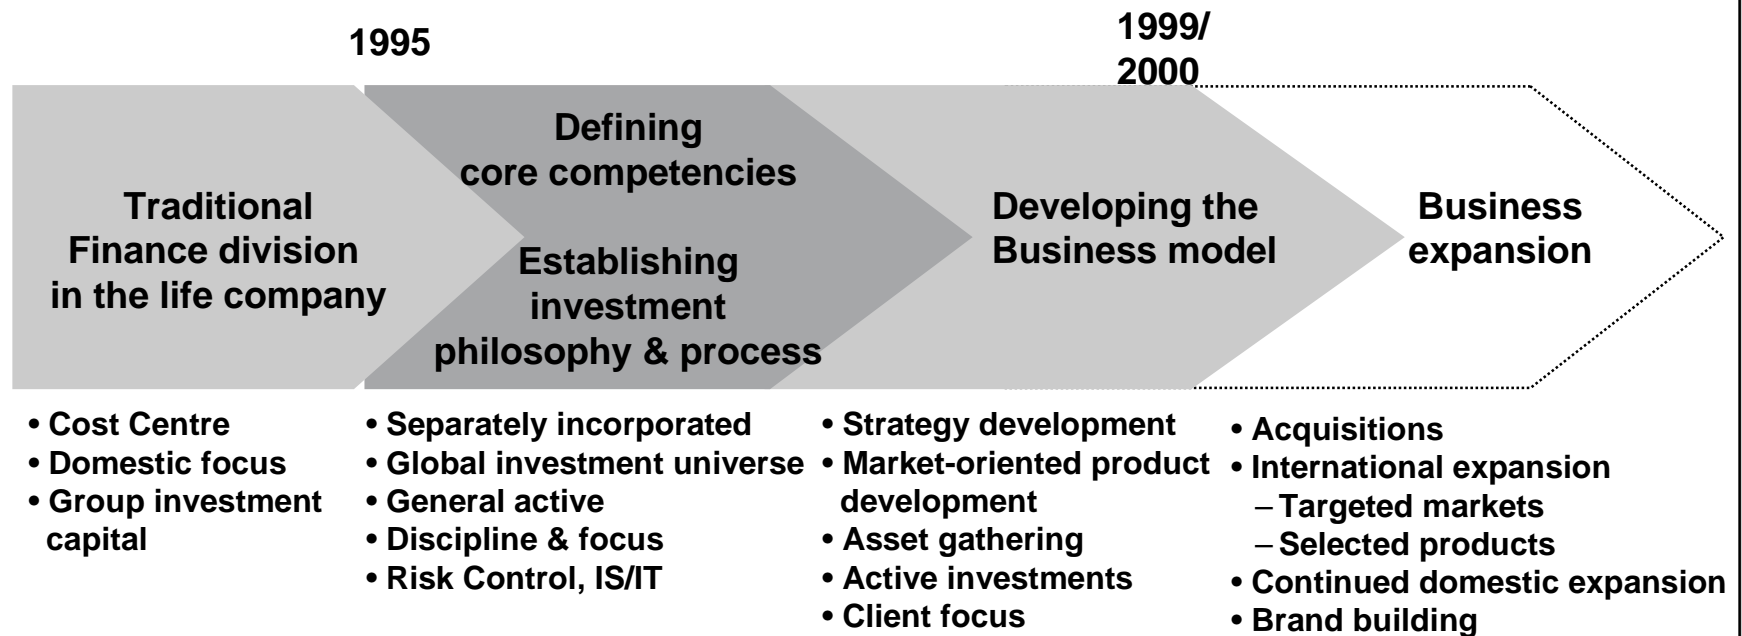 1995
1999/
2000
Traditional
Finance division
in the life company
Defining
core competencies
Establishing
investment
philosophy & process
Developing the
Business model
Business
expansion
• Cost Centre
• Domestic focus
• Group investment
capital
• Separately incorporated
• Global investment universe
• General active
• Discipline & focus
• Risk Control, IS/IT
• Strategy development
• Market-oriented product
development
• Asset gathering
• Active investments
• Client focus
• Acquisitions
• International expansion
– Targeted markets
– Selected products
• Continued domestic expansion
• Brand building